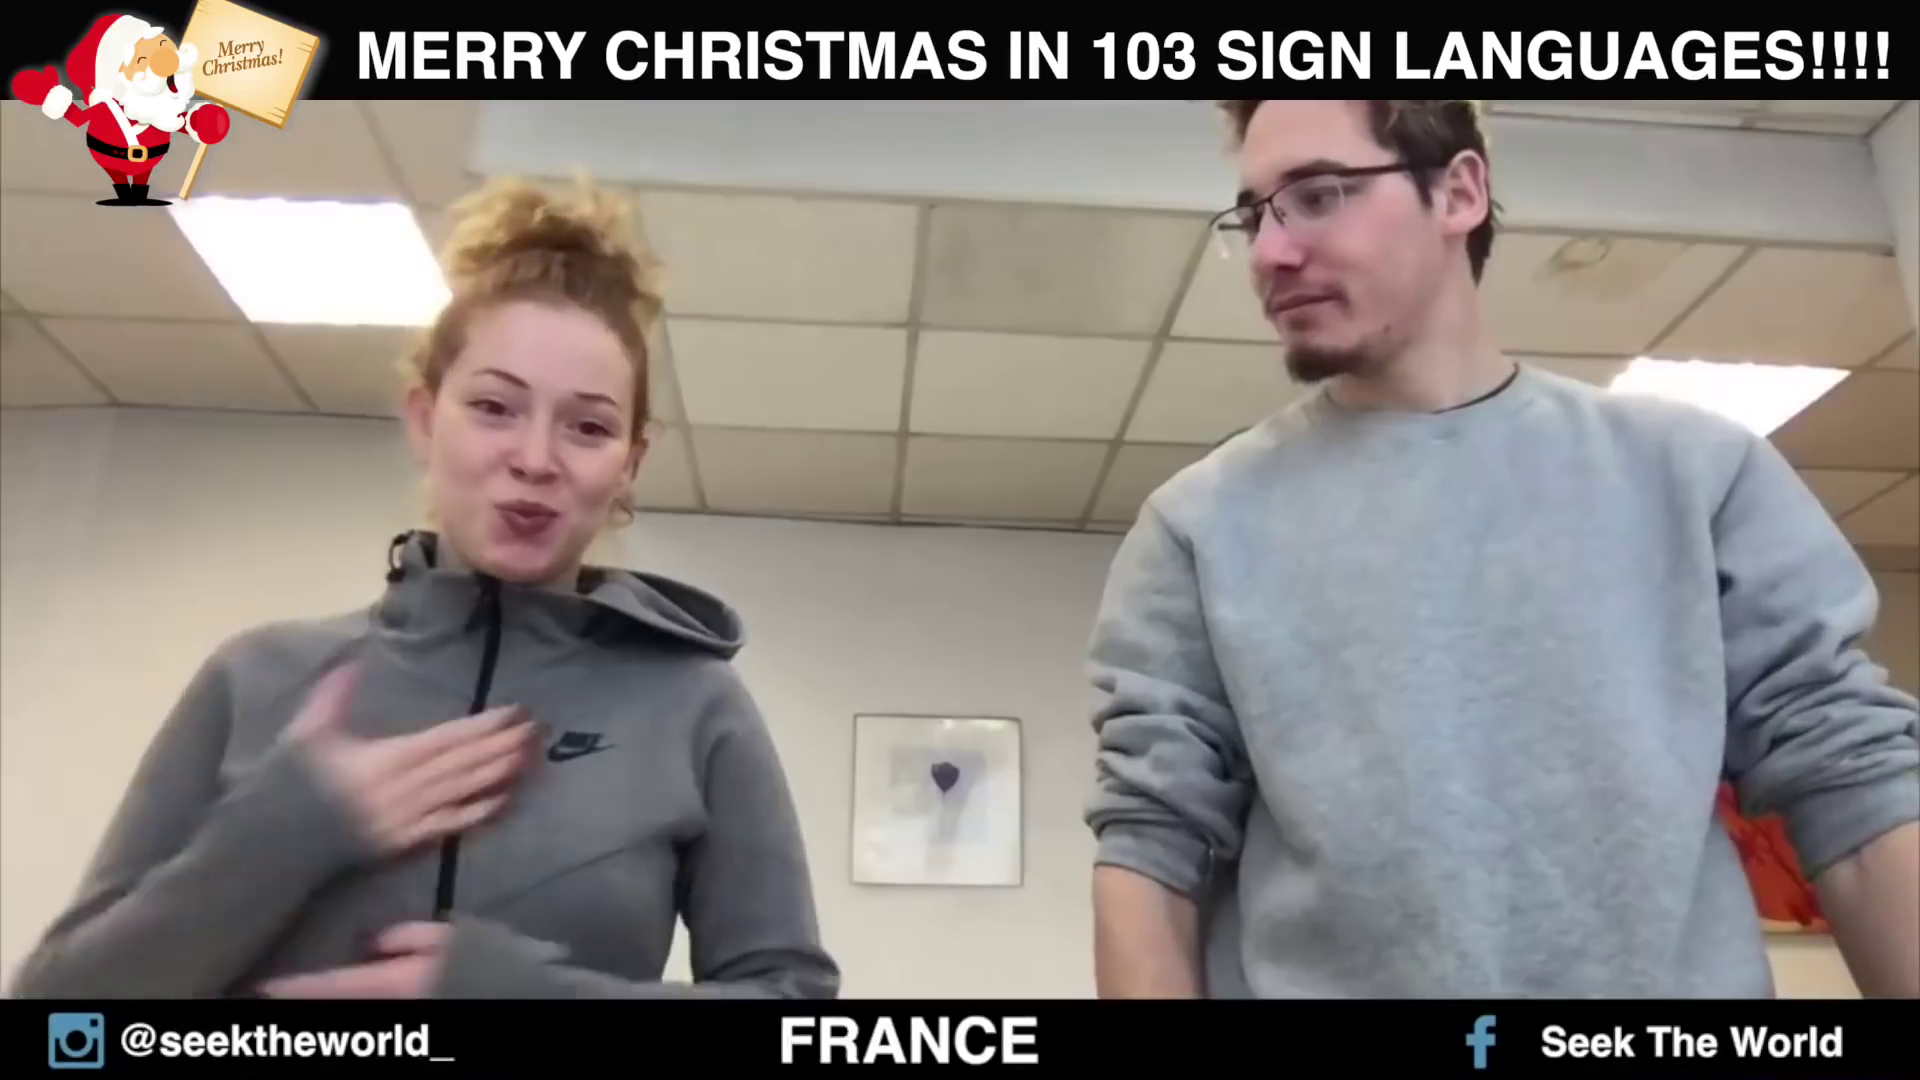 Merry
Christmas!
MERRY CHRISTMAS IN 103 SIGN LANGUAGES!!!!
@seektheworld_
FRANCE
Seek The World